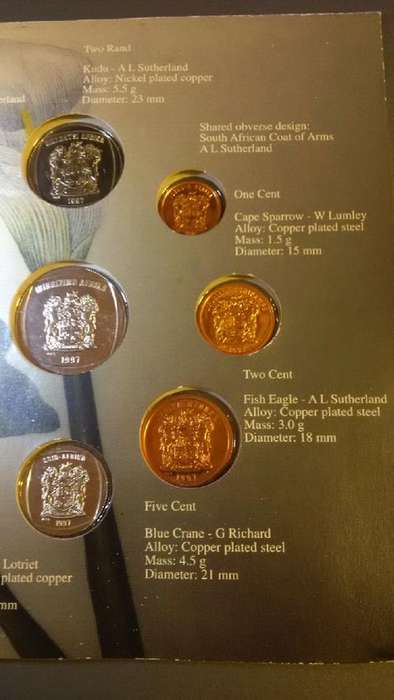 Two Rand
Kudu - A L Sutherland
Alloy: Nickel plated copper
Mass: 5.5 g
Diameter: 23 mm
Shared obverse design:
South African Coat of Arms
A L Sutherland
1997
One Cent
Cape Sparrow - W Lumley
Alloy: Copper plated steel
Mass: 1.5 g
Diameter: 15 mm
1997
Two Cent
Fish Eagle - A L Sutherland
Alloy: Copper plated steel
Mass: 3.0 g
Diameter: 18 mm
1997
1997
Five Cent
Blue Crane - G Richard
Alloy: Copper plated steel
Mass: 4.5 g
Diameter: 21 mm
Lotriet
plated copper
mm